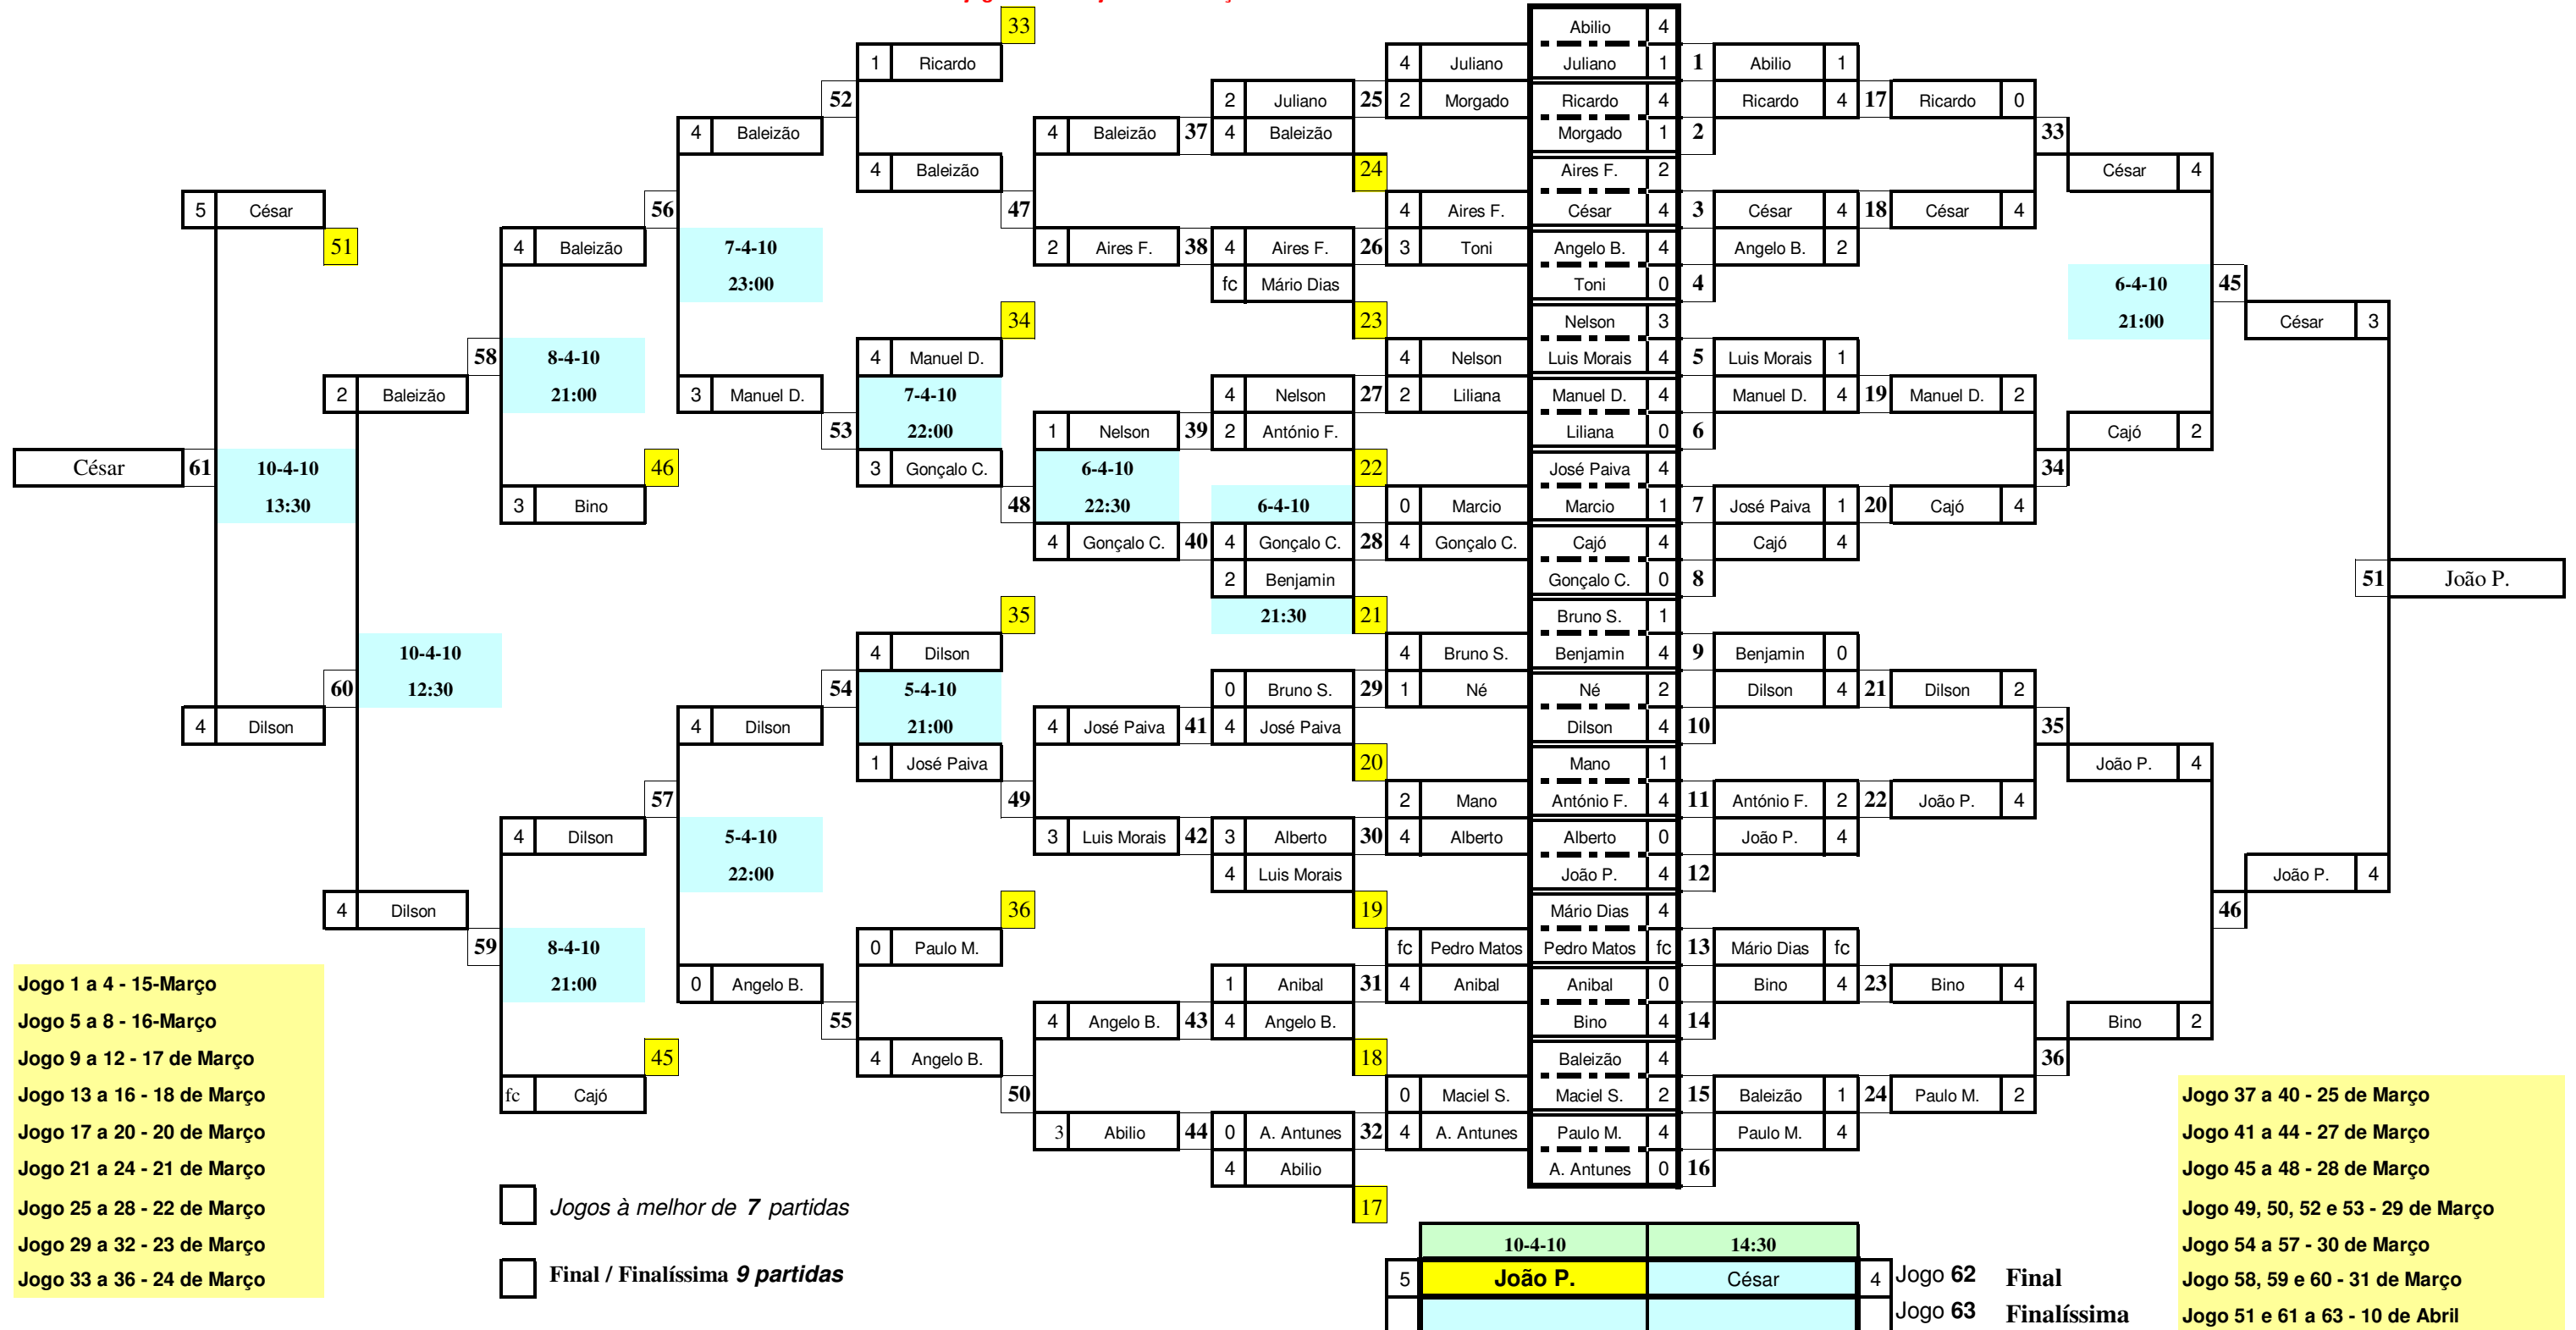 33 Abilio 4
1 Ricardo 4 Juliano Juliano 1 1 Abilio 1
52 2 Juliano 25 2 Morgado Ricardo 4 Ricardo 4 17 Ricardo 0
4 Baleizão 4 Baleizão 37 4 Baleizão Morgado 1 2 33
4 Baleizão 24 Aires F. 2 César 4
5 César 56 47 4 Aires F. César 4 3 César 4 18 César 4
51 4 Baleizão 7-4-10 2 Aires F. 38 4 Aires F. 26 3 Toni Angelo B. 4 Angelo B. 2
23:00 fc Mário Dias Toni 0 4 6-4-10 45
34 23 Nelson 3 21:00 César 3
58 8-4-10 4 Manuel D. 4 Nelson Luis Morais 4 5 Luis Morais 1
2 Baleizão 21:00 3 Manuel D. 7-4-10 4 Nelson 27 2 Liliana Manuel D. 4 Manuel D. 4 19 Manuel D. 2
53 22:00 1 Nelson 39 2 António F. Liliana 0 6 Cajó 2
César 61 10-4-10 46 3 Gonçalo C. 6-4-10 22 José Paiva 4 34
13:30 3 Bino 48 22:30 6-4-10 0 Marcio Marcio 1 7 José Paiva 1 20 Cajó 4
4 Gonçalo C. 40 4 Gonçalo C. 28 4 Gonçalo C. Cajó 4 Cajó 4
2 Benjamin Gonçalo C. 0 8 51 João P.
35 21:30 21 Bruno S. 1
10-4-10 4 Dilson 4 Bruno S. Benjamin 4 9 Benjamin 0
60 12:30 54 5-4-10 0 Bruno S. 29 1 Né Né 2 Dilson 4 21 Dilson 2
4 Dilson 4 Dilson 21:00 4 José Paiva 41 4 José Paiva Dilson 4 10 35
1 José Paiva 20 Mano 1 João P. 4
57 49 2 Mano António F. 4 11 António F. 2 22 João P. 4
4 Dilson 5-4-10 3 Luis Morais 42 3 Alberto 30 4 Alberto Alberto 0 João P. 4
22:00 4 Luis Morais João P. 4 12 João P. 4
4 Dilson 36 19 Mário Dias 4 46
59 8-4-10 0 Paulo M. fc Pedro Matos Pedro Matos fc 13 Mário Dias fc
Jogo 1 a 4 - 15-Março 21:00 0 Angelo B. 1 Anibal 31 4 Anibal Anibal 0 Bino 4 23 Bino 4
Jogo 5 a 8 - 16-Março 55 4 Angelo B. 43 4 Angelo B. Bino 4 14 Bino 2
Jogo 9 a 12 - 17 de Março 45 4 Angelo B. 18 Baleizão 4 36
Jogo 13 a 16 - 18 de Março fc Cajó 50 0 Maciel S. Maciel S. 2 15 Baleizão 1 24 Paulo M. 2 Jogo 37 a 40 - 25 de Março
Jogo 17 a 20 - 20 de Março 3 Abilio 44 0 A. Antunes 32 4 A. Antunes Paulo M. 4 Paulo M. 4 Jogo 41 a 44 - 27 de Março
Jogo 21 a 24 - 21 de Março 4 Abilio A. Antunes 0 16 Jogo 45 a 48 - 28 de Março
Jogo 25 a 28 - 22 de Março Jogos à melhor de 7 partidas 17 Jogo 49, 50, 52 e 53 - 29 de Março
Jogo 29 a 32 - 23 de Março 10-4-10 14:30 Jogo 54 a 57 - 30 de Março
Jogo 33 a 36 - 24 de Março Final / Finalíssima 9 partidas 5 João P. César 4 Jogo 62 Final Jogo 58, 59 e 60 - 31 de Março
Jogo 63 Finalíssima Jogo 51 e 61 a 63 - 10 de Abril